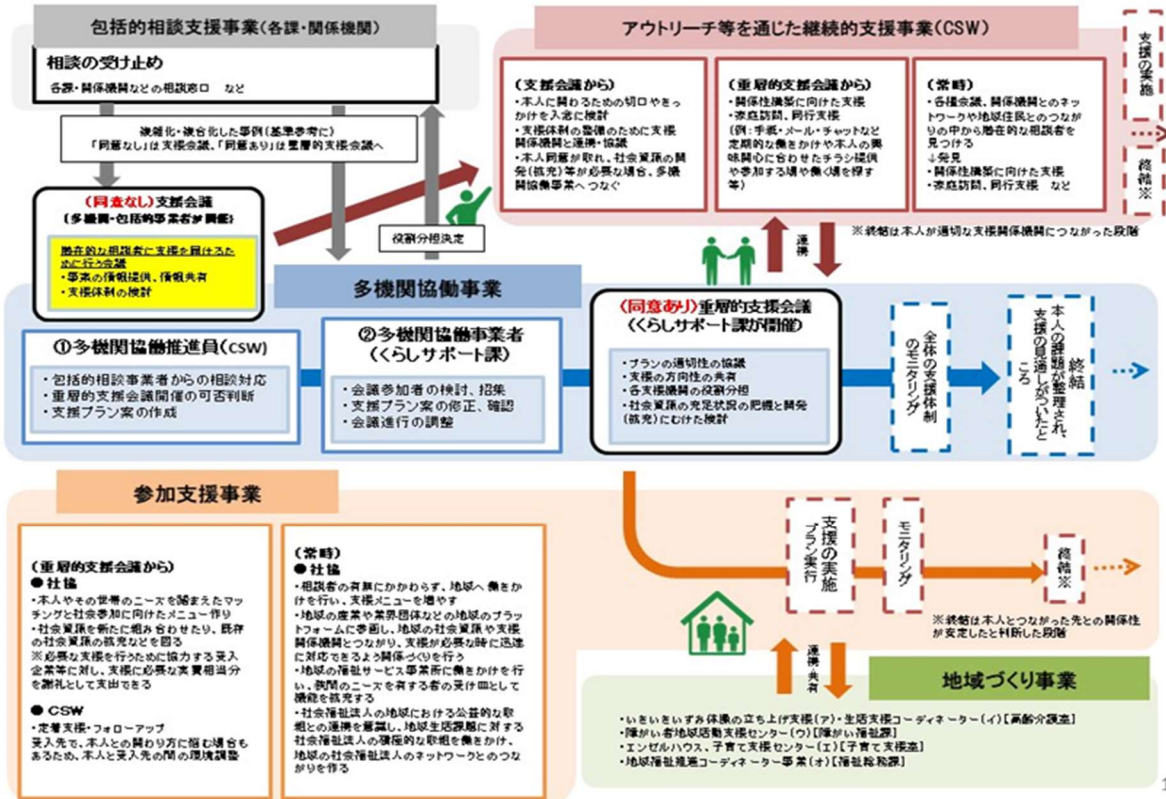 包括的相談支援事業(各課・関係機関)
相談の受け止め
各課・関係機関などの相談窓口　など
複雑化・複合化した事例(基準参考に)
「同意なし」は支援会議、「同意あり」は重層的支援会議へ
(同意なし)支援会議
(多機関・包括的事業者が開催)
潜在的な相談者に支援を届けるた
めに行う会議
・事案の情報提供、情報共有
・支援体制の検討
役割分担決定
アウトリーチ等を通じた継続的支援事業(CSW)
(支援会議から)
・本人に関わるための切口やきっ
かけを入念に検討
・支援体制の整備のために支援
関係機関と連携・協議
・本人同意が取れ、社会資源の開
発(拡充)等が必要な場合、多機
関協働事業へつなぐ
(重層的支援会議から)
・関係性構築に向けた支援
・家庭訪問、同行支援
(例：手紙・メール・チャットなど
定期的な働きかけや本人の興
味関心に合わせたチラシ提供
や参加する場や働く場を探す
等)
(常時)
・各種会議、関係機関とのネッ
トワークや地域住民とのつなが
りの中から潜在的な相談者を
見つける
↓発見
・関係性構築に向けた支援
・家庭訪問、同行支援　など
支援の実施
終結※
※終結は本人が適切な支援関係機関につながった段階
連携
多機関協働事業
①多機関協働推進員(CSW)
・包括的相談事業者からの相談対応
・重層的支援会議開催の可否判断
・支援プラン案の作成
②多機関協働事業者
(くらしサポート課)
・会議参加者の検討、招集
・支援プラン案の修正、確認
・会議進行の調整
(同意あり)重層的支援会議
(くらしサポート課が開催)
・プランの適切性の協議
・支援の方向性の共有
・各支援機関の役割分担
・社会資源の充足状況の把握と開発
(拡充)にむけた検討
全体の支援体制
のモニタリング
終結
本人の課題が整理され、
支援の見通しがついたと
ころ
参加支援事業
(重層的支援会議から)
●社協
・本人やその世帯のニーズを踏まえたマッ
チングと社会参加に向けたメニュー作り
・社会資源を新たに組み合わせたり、既存
の社会資源の拡充などを図る
※必要な支援を行うために協力する受入
企業等に対し、支援に必要な実費相当分
を謝礼として支出できる
●CSW
・定着支援・フォローアップ
受入先で、本人との関わり方に悩む場合も
あるため、本人と受入先の間の環境調整
(常時)
●社協
・相談者の有無にかかわらず、地域へ働きか
けを行い、支援メニューを増やす
・地域の産業や業界団体などの地域のプラッ
トフォームに参画し、地域の社会資源や支援
関係機関とつながり、支援が必要な時に迅速
に対応できるよう関係づくりを行う
・地域の福祉サービス事業所に働きかけを行
い、狭間のニーズを有する者の受け皿として
機能を拡充する
・社会福祉法人の地域における公益的な取
組との連携を意識し、地域生活課題に対する
社会福祉法人の積極的な取組を働きかけ、
地域の社会福祉法人のネットワークとのつな
がりを作る
支援の実施
プラン実行
モニタリング
終結※
※終結は本人とつながった先との関係性
が安定したと判断した段階
連携・共有
地域づくり事業
・いきいきいずみ体操の立ち上げ支援(ア)・生活支援コーディネーター(イ)[高齢介護室]
・障がい者地域活動支援センター(ウ)[障がい福祉課]
・エンゼルハウス、子育て支援センター(エ)[子育て支援室]
・地域福祉推進コーディネーター事業(オ)[福祉総務課]
1